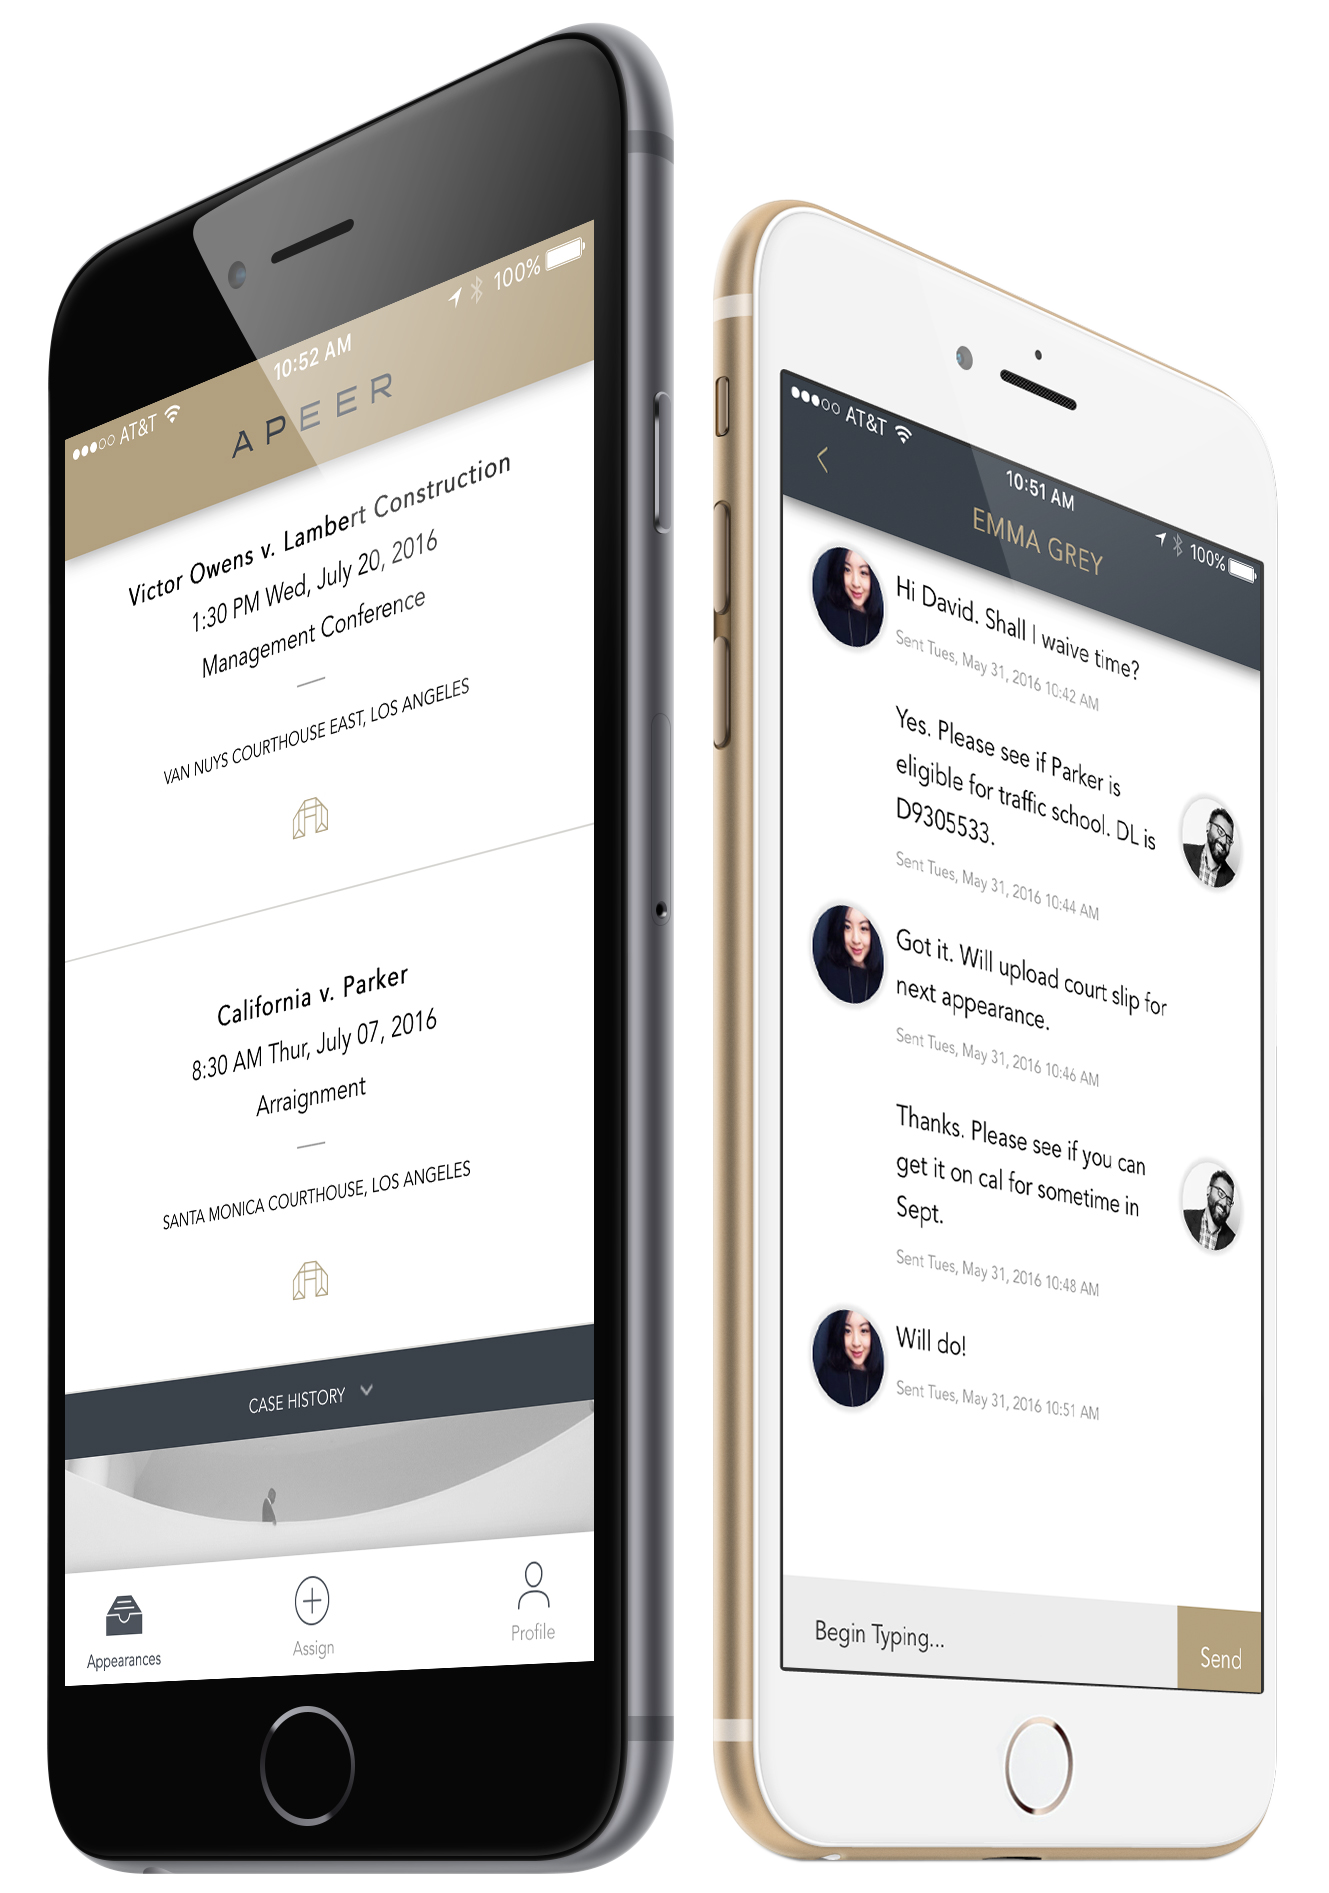 AT&T
10:52 AM
100%
APEER
Victor Owens v. Lambert Construction
1:30 PM Wed, July 20, 2016
Management Conference
VAN NUYS COURTHOUSE EAST, LOS ANGELES
California v. Parker
8:30 AM Thur, July 07, 2016
Arraignment
SANTA MONICA COURTHOUSE, LOS ANGELES
CASE HISTORY
Appearances
Assign
Profile
AT&T
10:51 AM
100%
EMMA GREY
Hi David. Shall I waive time?
Sent Tues, May 31, 2016 10:42 AM
Yes. Please see if Parker is
eligible for traffic school. DL is
D9305533.
Sent Tues, May 31, 2016 10:44 AM
Got it. Will upload court slip for
next appearance.
Sent Tues, May 31, 2016 10:46 AM
Thanks. Please see if you can
get it on cal for sometime in
Sept.
Sent Tues, May 31, 2016 10:48 AM
Will do!
Sent Tues, May 31, 2016 10:51 AM
Begin Typing...
Send